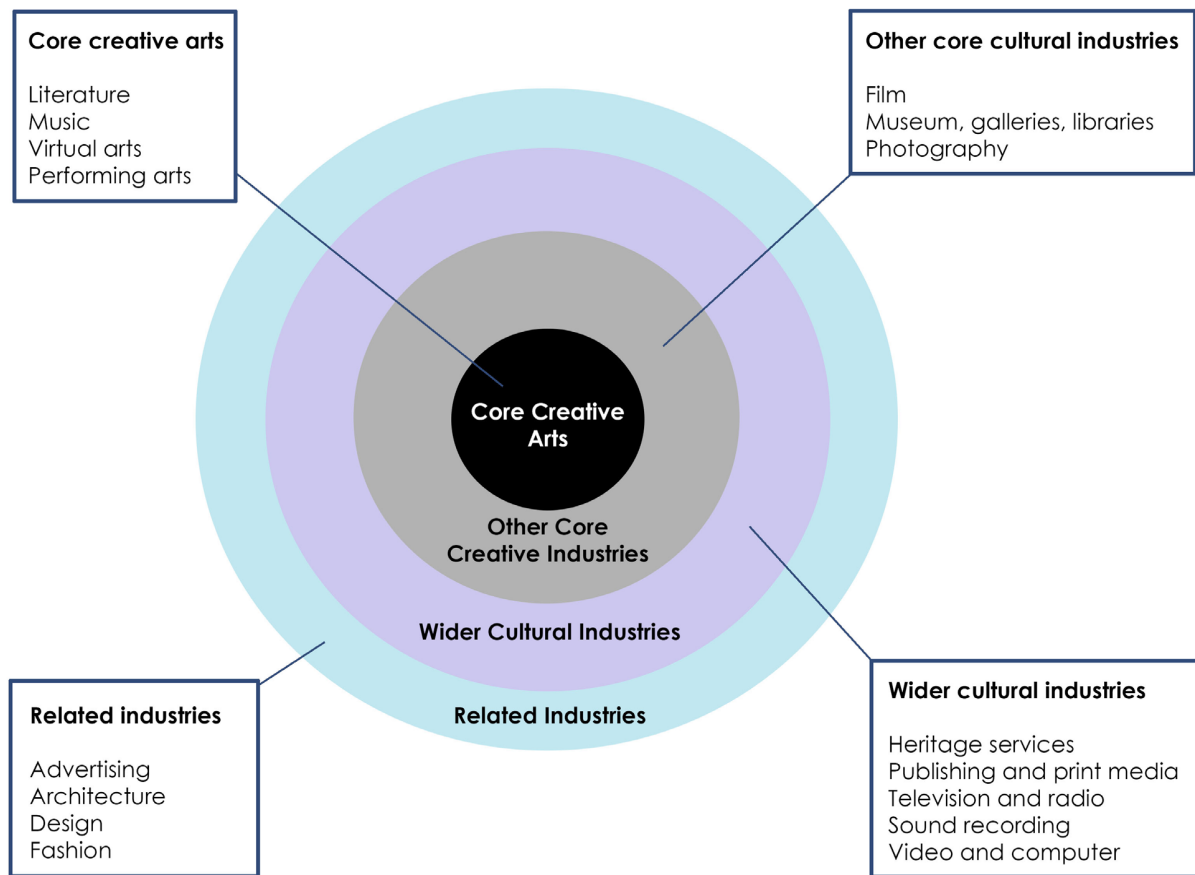 Core creative arts
Literature
Music
Virtual arts
Performing arts
Other core cultural industries
Film
Museum, galleries, libraries
Photography
Core Creative
Arts
Other Core
Creative Industries
Wider Cultural Industries
Related Industries
Related industries
Advertising
Architecture
Design
Fashion
Wider cultural industries
Heritage services
Publishing and print media
Television and radio
Sound recording
Video and computer